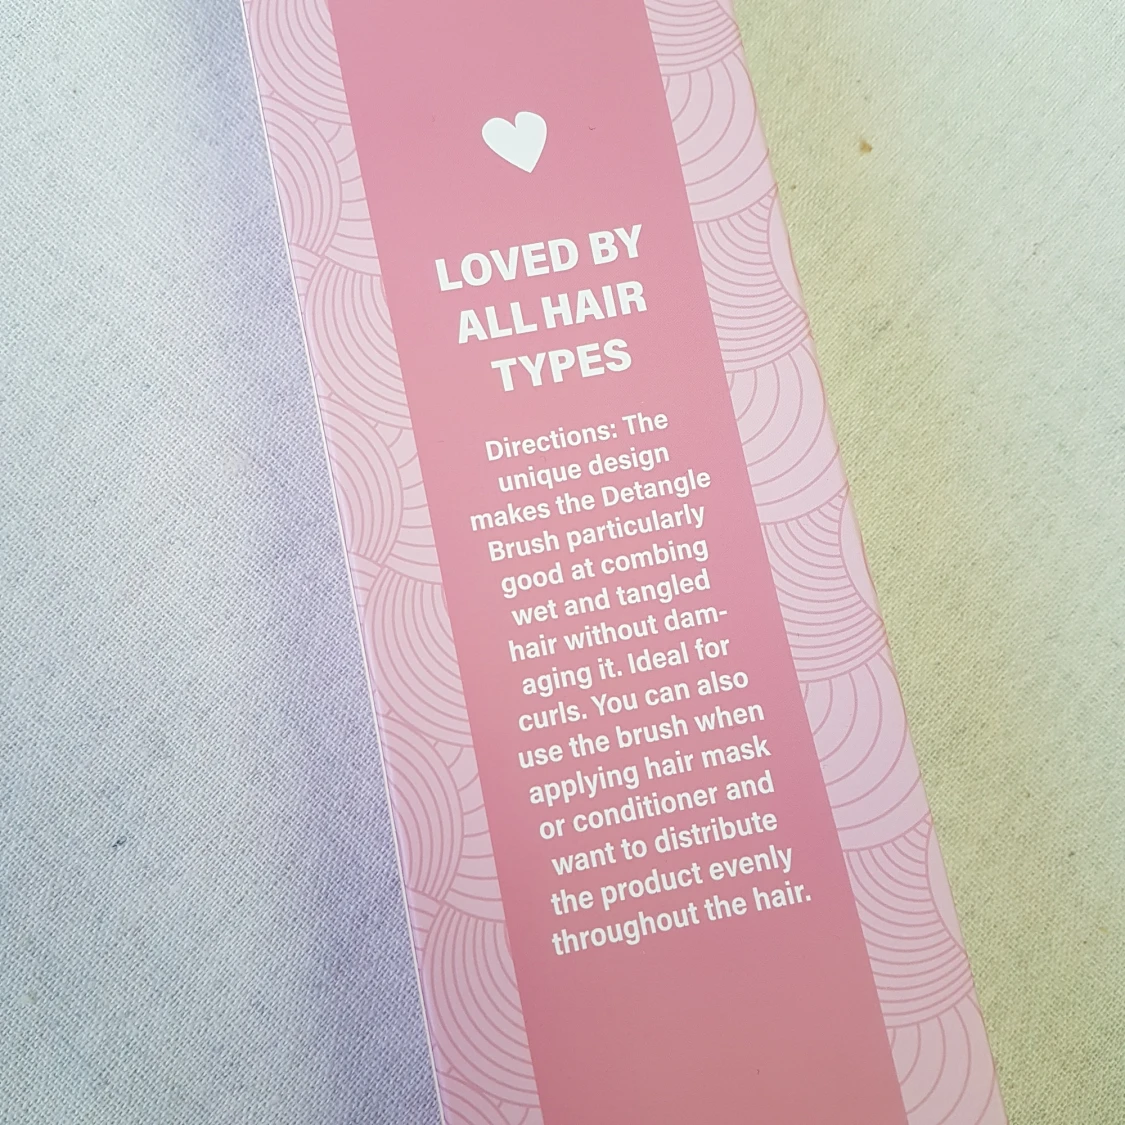 LOVED BY
ALL HAIR
TYPES
Directions: The
unique design
makes the Detangle
Brush particularly
good at combing
wet and tangled
hair without dam-
aging it. Ideal for
curls. You can also
use the brush when
applying hair mask
or conditioner and
want to distribute
the product evenly
throughout the hair.